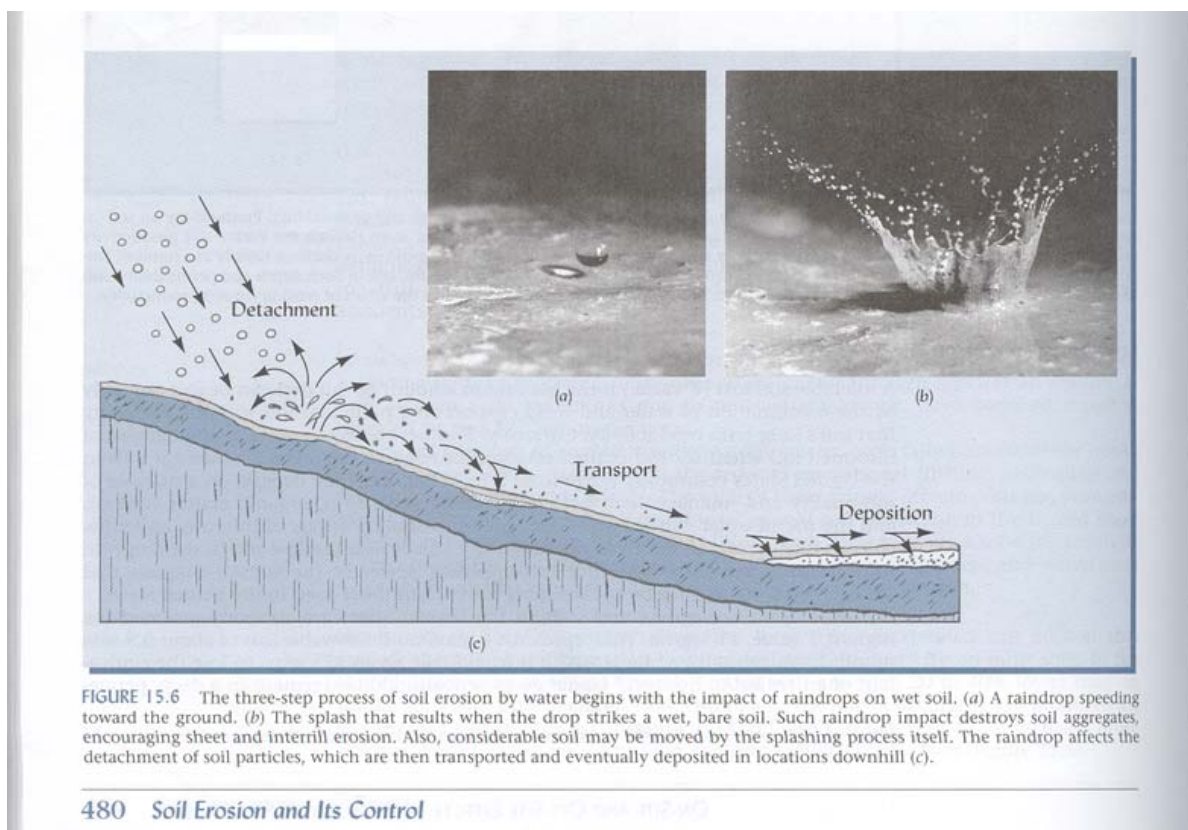 Detachment
(a)
(b)
Transport
Deposition
(c)
FIGURE 15.6 The three-step process of soil erosion by water begins with the impact of raindrops on wet soil. (a) A raindrop speeding
toward the ground. (b) The splash that results when the drop strikes a wet, bare soil. Such raindrop impact destroys soil aggregates,
encouraging sheet and interrill erosion. Also, considerable soil may be moved by the splashing process itself. The raindrop affects the
detachment of soil particles, which are then transported and eventually deposited in locations downhill (c).
480 Soil Erosion and Its Control